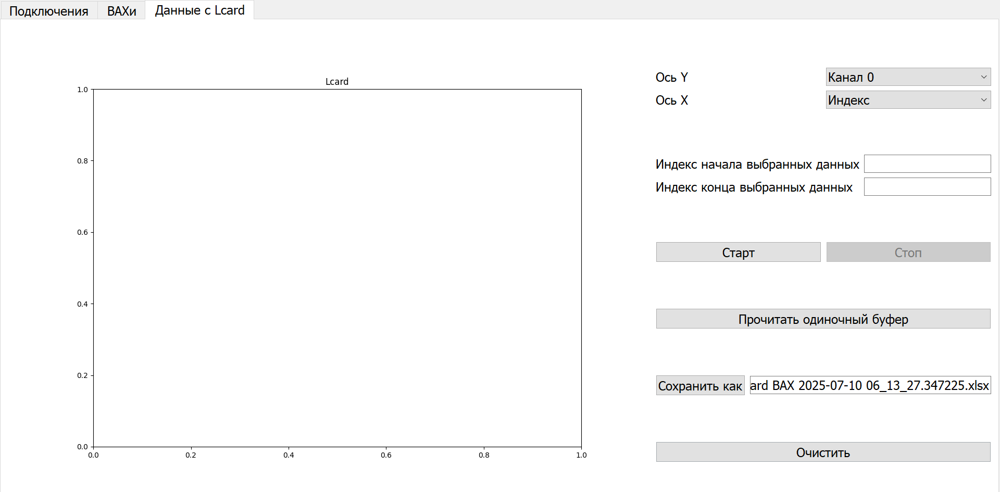 Подключения ВАХи Данные с Lcard
Lcard
1.0
0.8
0.6
0.4
0.2
0.0
0.0 0.2 0.4 0.6 0.8 1.0
Ось Y Канал 0
Ось X Индекс
Индекс начала выбранных данных
Индекс конца выбранных данных
Старт Стоп
Прочитать одиночный буфер
Сохранить как ard ВАХ 2025-07-10 06_13_27.347225.xlsx
Очистить